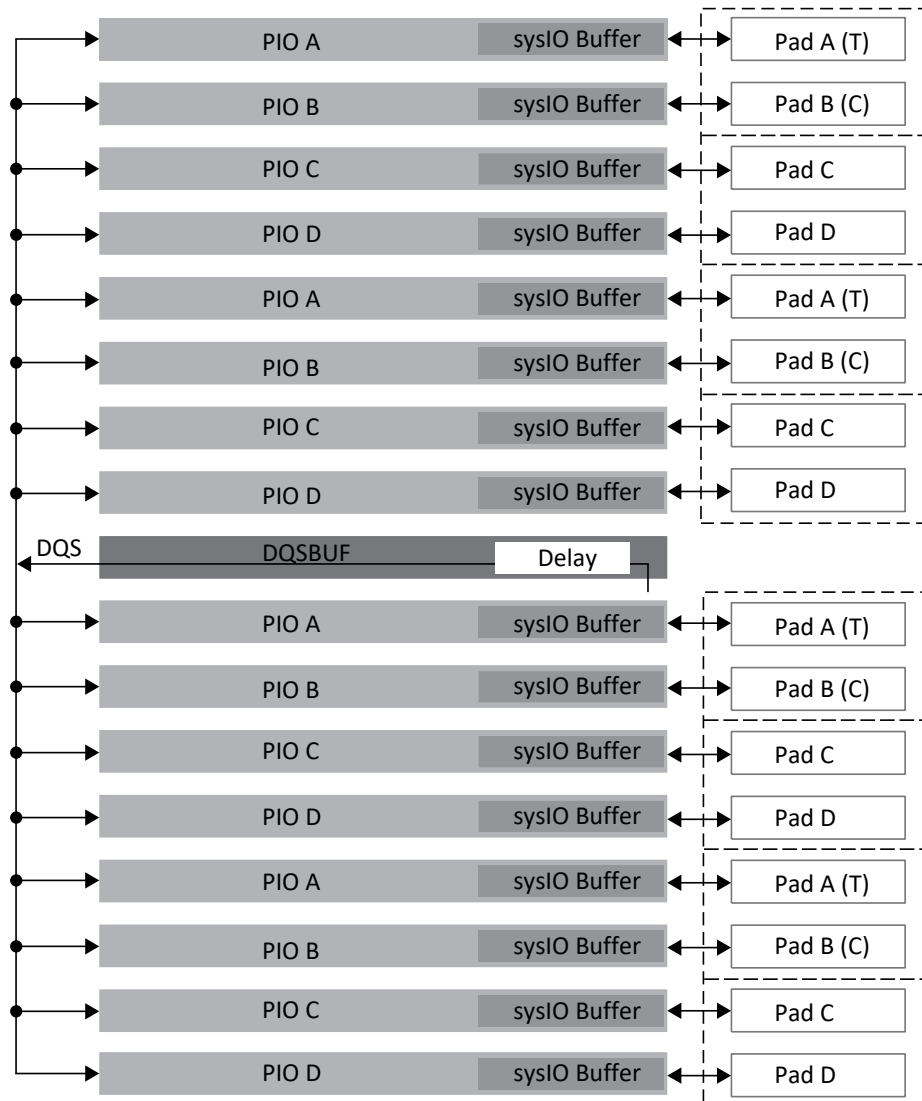 PIO A sysIO Buffer Pad A (T)
PIO B sysIO Buffer Pad B (C)
PIO C sysIO Buffer Pad C
PIO D sysIO Buffer Pad D
PIO A sysIO Buffer Pad A (T)
PIO B sysIO Buffer Pad B (C)
PIO C sysIO Buffer Pad C
PIO D sysIO Buffer Pad D
DQS DQSBUF Delay
PIO A sysIO Buffer Pad A (T)
PIO B sysIO Buffer Pad B (C)
PIO C sysIO Buffer Pad C
PIO D sysIO Buffer Pad D
PIO A sysIO Buffer Pad A (T)
PIO B sysIO Buffer Pad B (C)
PIO C sysIO Buffer Pad C
PIO D sysIO Buffer Pad D